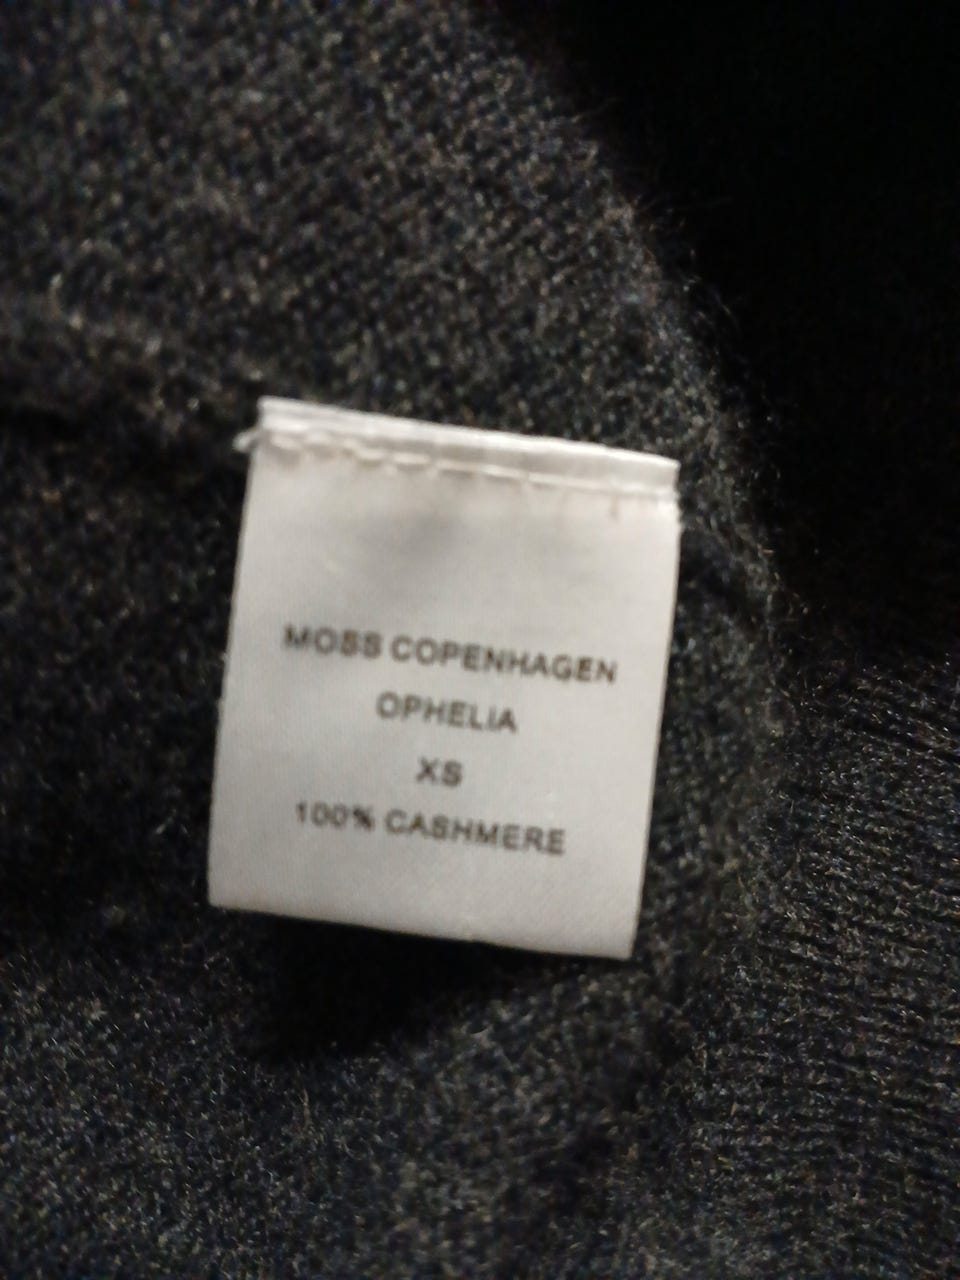 MOSS COPENHAGEN
OPHELIA
XS
100% CASHMERE